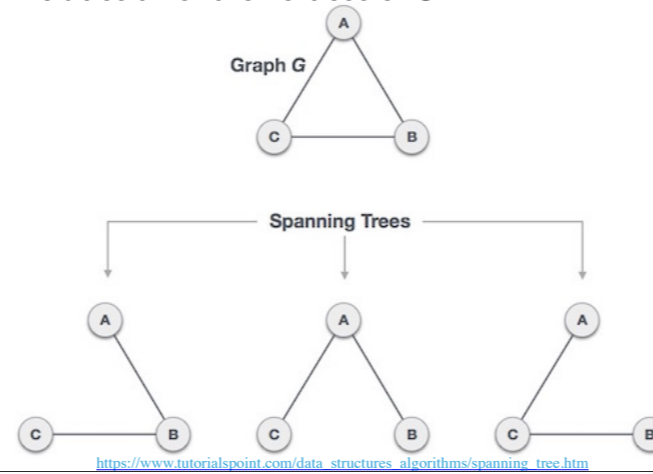 A
Graph G
C B
Spanning Trees
A A A
C B C B C B
https://www.tutorialspoint.com/data_structures_algorithms/spanning_tree.htm